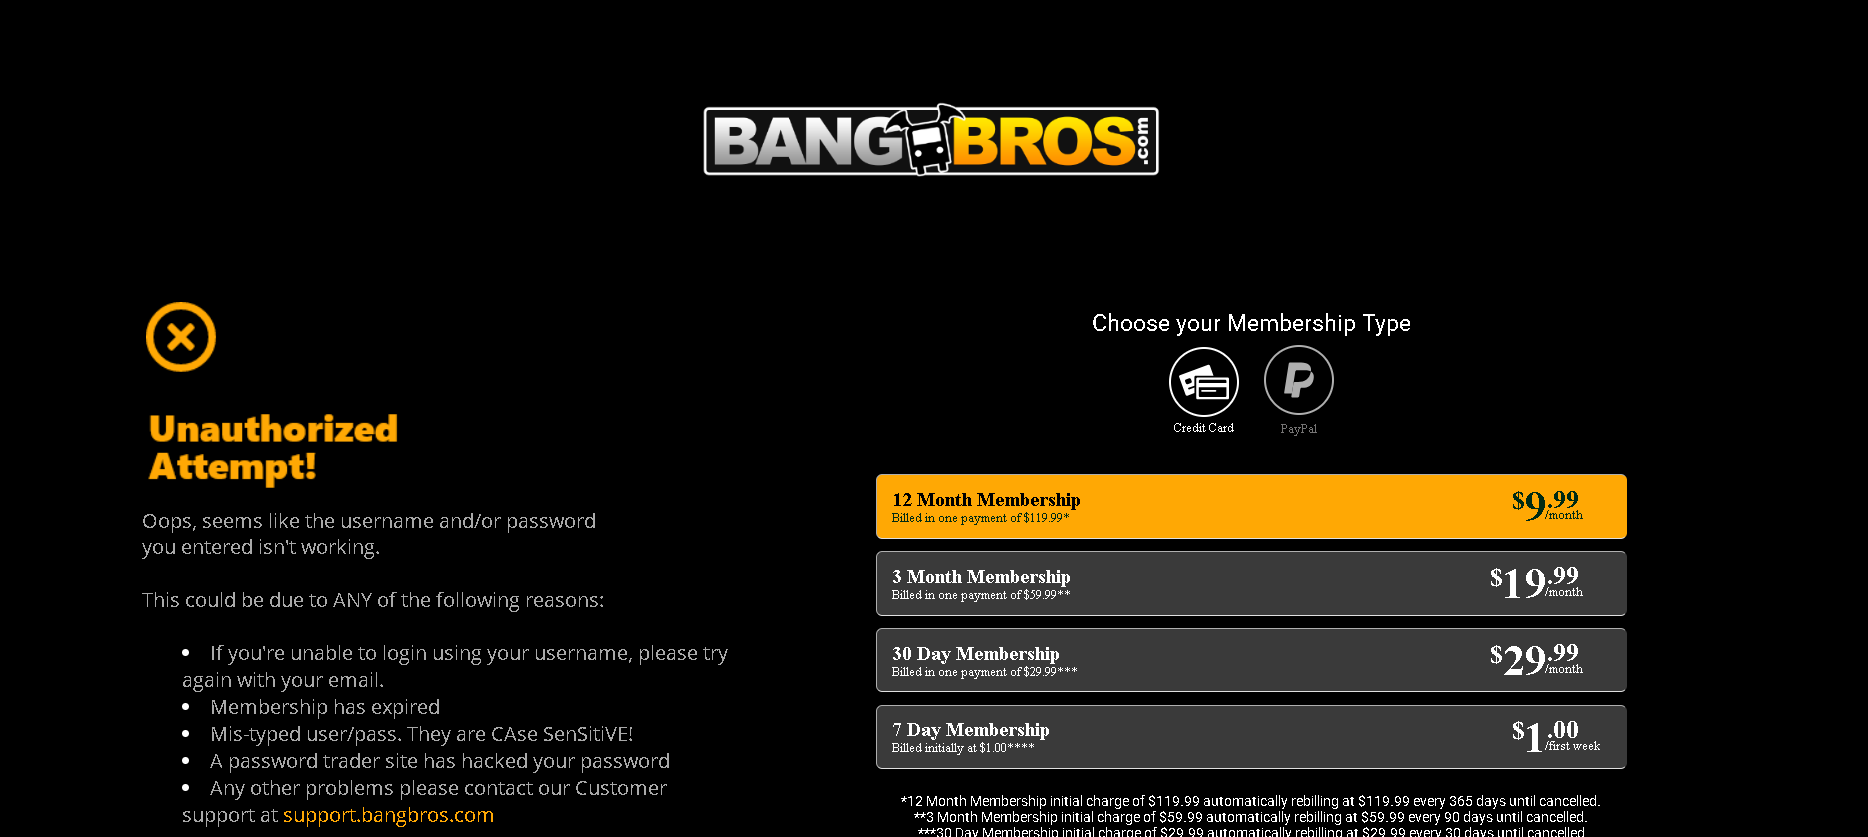 BANG BROS .com
Unauthorized
Attempt!
Oops, seems like the username and/or password
you entered isn't working.
This could be due to ANY of the following reasons:
• If you're unable to login using your username, please try
again with your email.
• Membership has expired
• Mis-typed user/pass. They are CAse SenSitiVE!
• A password trader site has hacked your password
• Any other problems please contact our Customer
support at support.bangbros.com
Choose your Membership Type
Credit Card
PayPal
12 Month Membership
Billed in one payment of $119.99*
$9.99
/month
3 Month Membership
Billed in one payment of $59.99**
$19.99
/month
30 Day Membership
Billed in one payment of $29.99***
$29.99
/month
7 Day Membership
Billed initially at $1.00****
$1.00
/first week
*12 Month Membership initial charge of $119.99 automatically rebilling at $119.99 every 365 days until cancelled.
**3 Month Membership initial charge of $59.99 automatically rebilling at $59.99 every 90 days until cancelled.
***30 Day Membership initial charge of $29.99 automatically rebilling at $29.99 every 30 days until cancelled